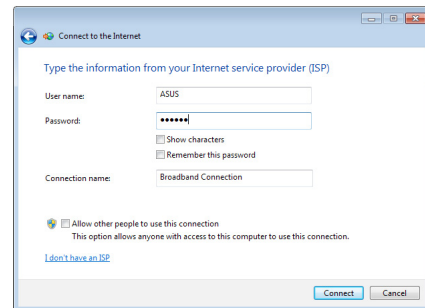 Connect to the Internet
Type the information from your Internet service provider (ISP)
User name: ASUS
Password: ••••••
Show characters
Remember this password
Connection name: Broadband Connection
Allow other people to use this connection
This option allows anyone with access to this computer to use this connection.
I don't have an ISP
Connect Cancel